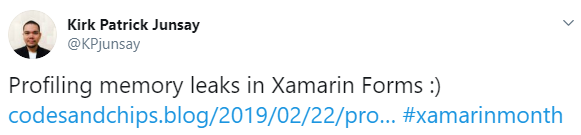 Kirk Patrick Junsay
@KPjunsay
Profiling memory leaks in Xamarin Forms :)
codesandchips.blog/2019/02/22/pro... #xamarinmonth